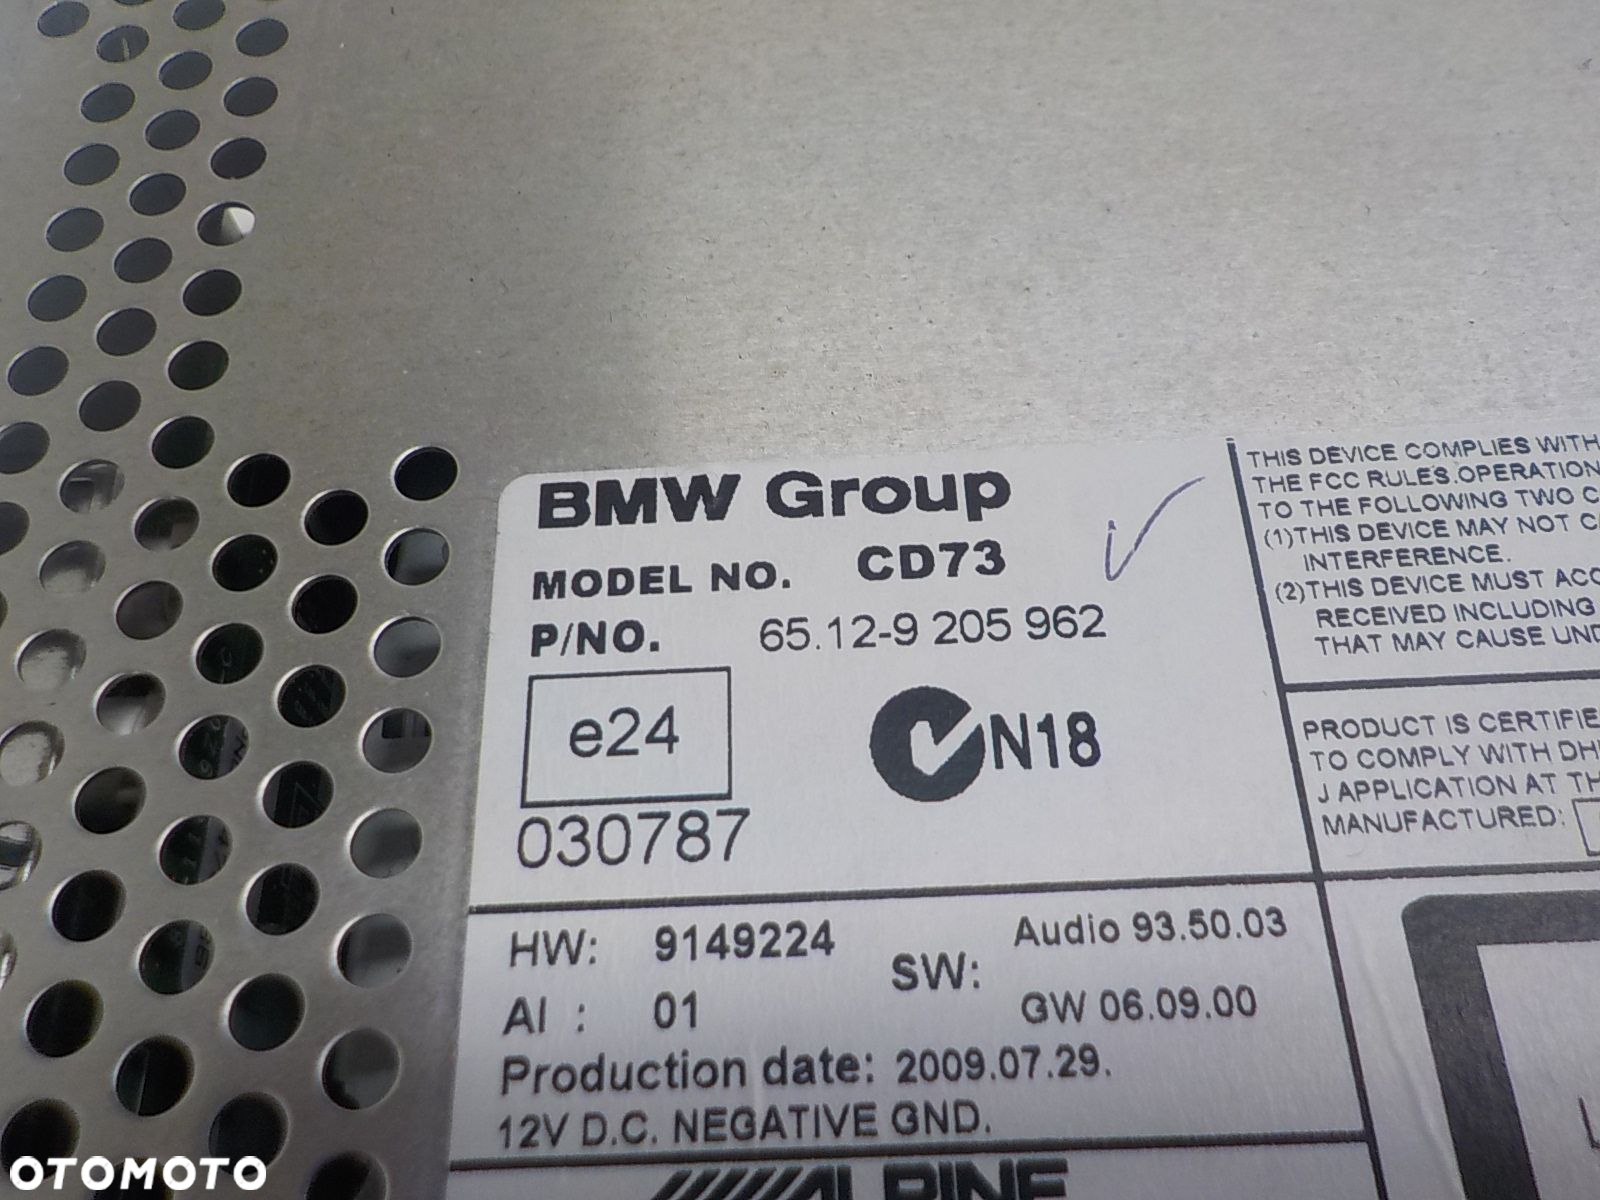 BMW Group
MODEL NO. CD73
P/NO. 65.12-9 205 962
e24
030787
N18
THIS DEVICE COMPLIES WITH
THE FCC RULES.OPERATION
TO THE FOLLOWING TWO C
(1)THIS DEVICE MAY NOT C
INTERFERENCE.
(2)THIS DEVICE MUST ACC
RECEIVED INCLUDING
THAT MAY CAUSE UND
PRODUCT IS CERTIFIE
TO COMPLY WITH DH
J APPLICATION AT TH
MANUFACTURED:
HW: 9149224
AI : 01
SW: Audio 93.50.03
GW 06.09.00
Production date: 2009.07.29.
12V D.C. NEGATIVE GND.
ALPINE
OTOMOTO